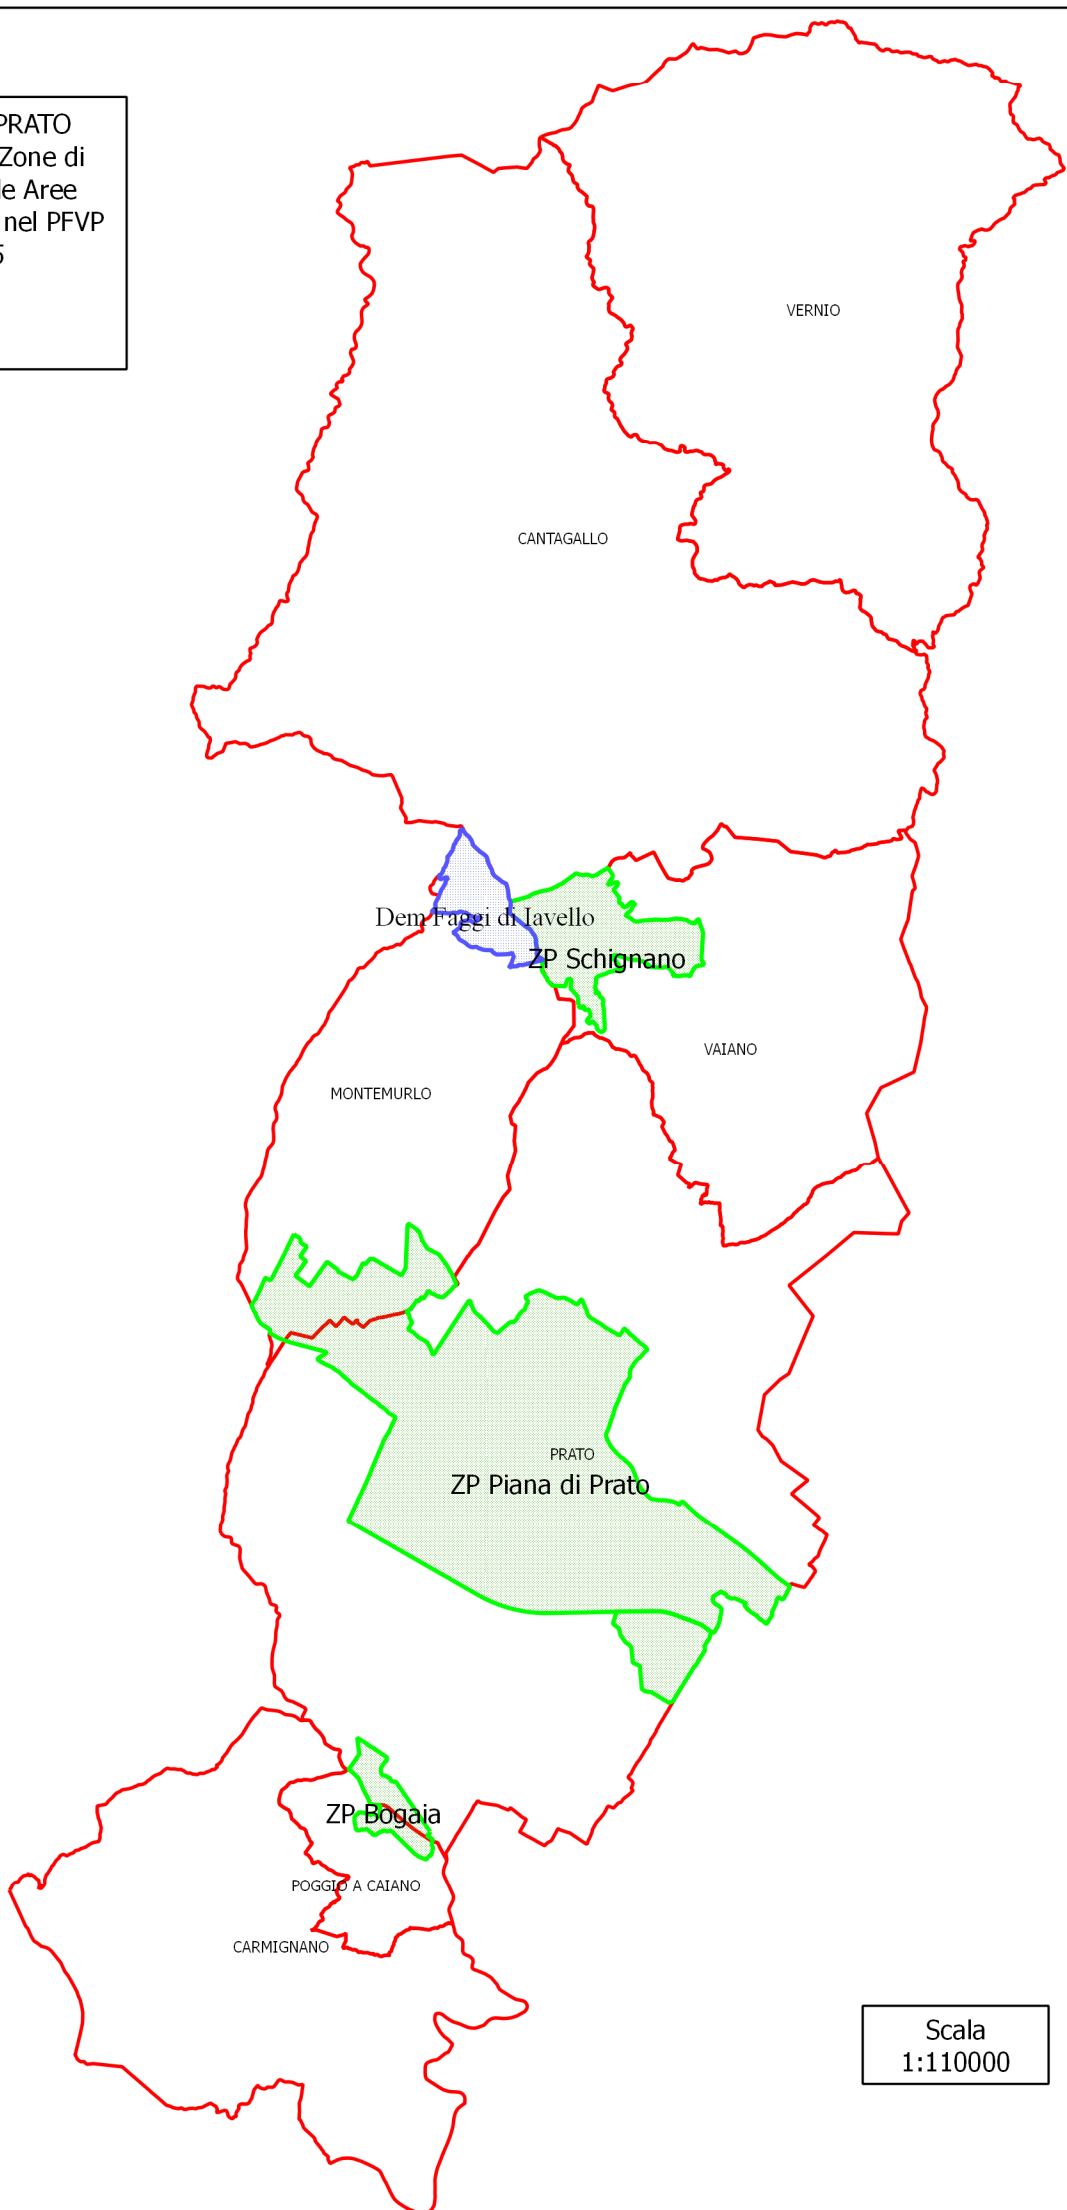 PRATO
Zone di
le Aree
nel PFVP
5
VERNIO
CANTAGALLO
Dem Faggi di Iavello
ZP Schignano
VAIANO
MONTEMURLO
PRATO
ZP Piana di Prato
ZP Bogaia
POGGIO A CAIANO
CARMIGNANO
Scala
1:110000